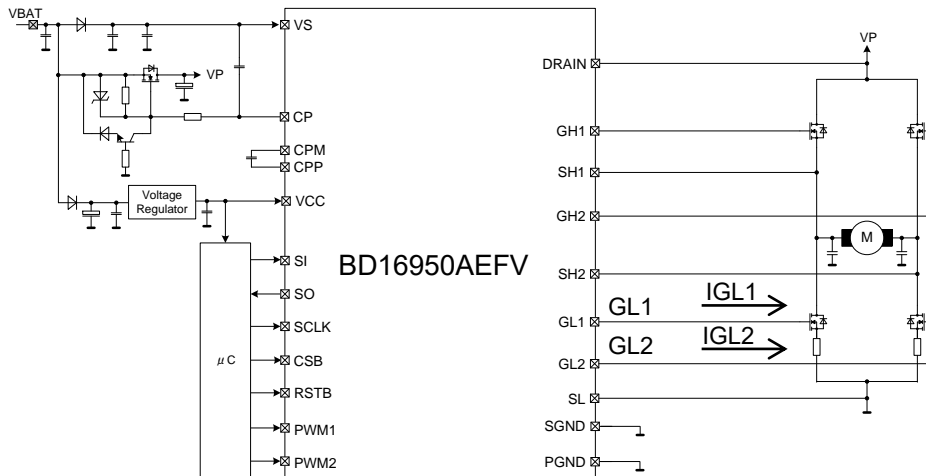 VBAT
VS
VP
CP
CPM
CPP
Voltage
Regulator
VCC
SI
SO
SCLK
μC
CSB
RSTB
PWM1
PWM2
BD16950AEFV
VP
DRAIN
GH1
SH1
GH2
M
SH2
GL1
GL1
IGL1
GL2
GL2
IGL2
SL
SGND
PGND